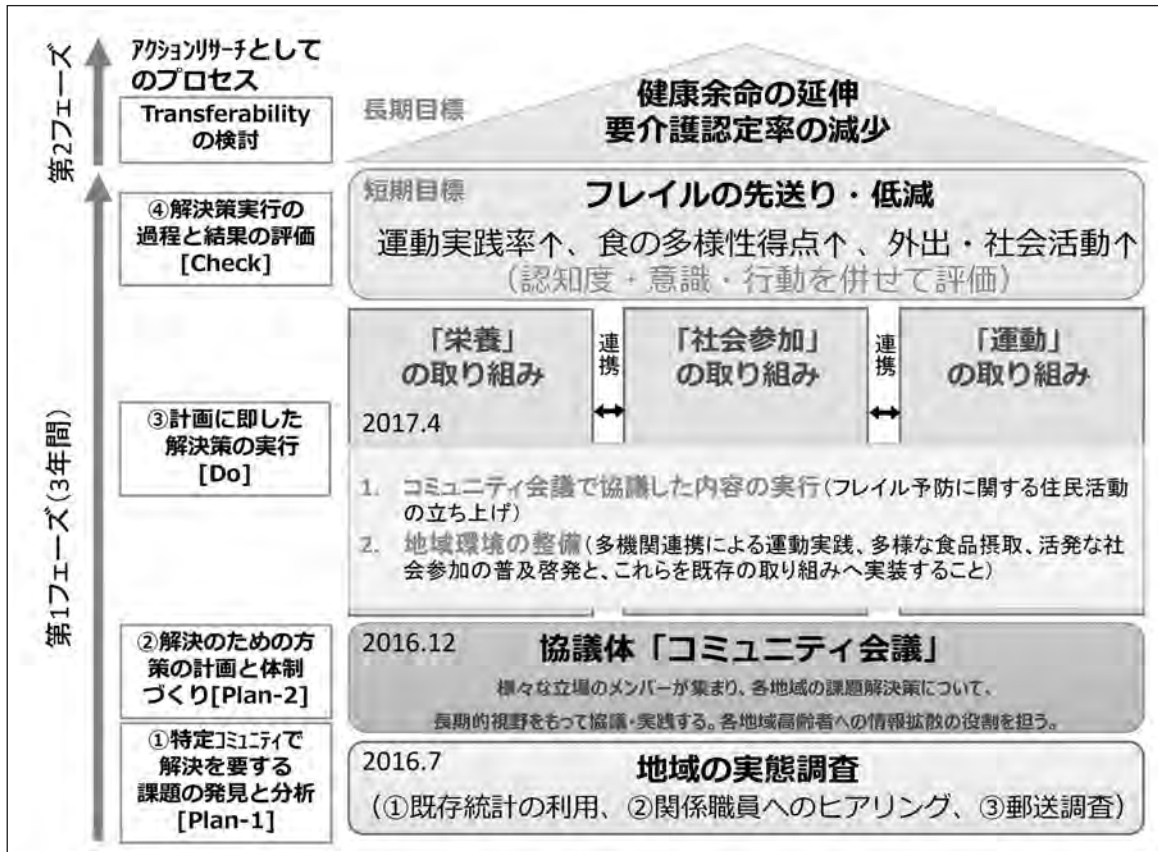 第2フェーズ
第1フェーズ(3年間)
アクションリサーチとして
のプロセス
Transferability
の検討
長期目標
健康余命の延伸
要介護認定率の減少
④解決策実行の
過程と結果の評価
[Check]
短期目標
フレイルの先送り・低減
運動実践率↑、食の多様性得点↑、外出・社会活動↑
(認知度・意識・行動を併せて評価)
③計画に即した
解決策の実行
[Do]
「栄養」
の取り組み
連携
「社会参加」
の取り組み
連携
「運動」
の取り組み
2017.4
1. コミュニティ会議で協議した内容の実行(フレイル予防に関する住民活動
の立ち上げ)
2. 地域環境の整備(多機関連携による運動実践、多様な食品摂取、活発な社
会参加の普及啓発と、これらを既存の取り組みへ実装すること)
②解決のための方
策の計画と体制
づくり[Plan-2]
2016.12
協議体「コミュニティ会議」
様々な立場のメンバーが集まり、各地域の課題解決策について、
長期的視野をもって協議・実践する。各地域高齢者への情報拡散の役割を担う。
①特定コミュニティで
解決を要する
課題の発見と分析
[Plan-1]
2016.7
地域の実態調査
(①既存統計の利用、②関係職員へのヒアリング、③郵送調査)